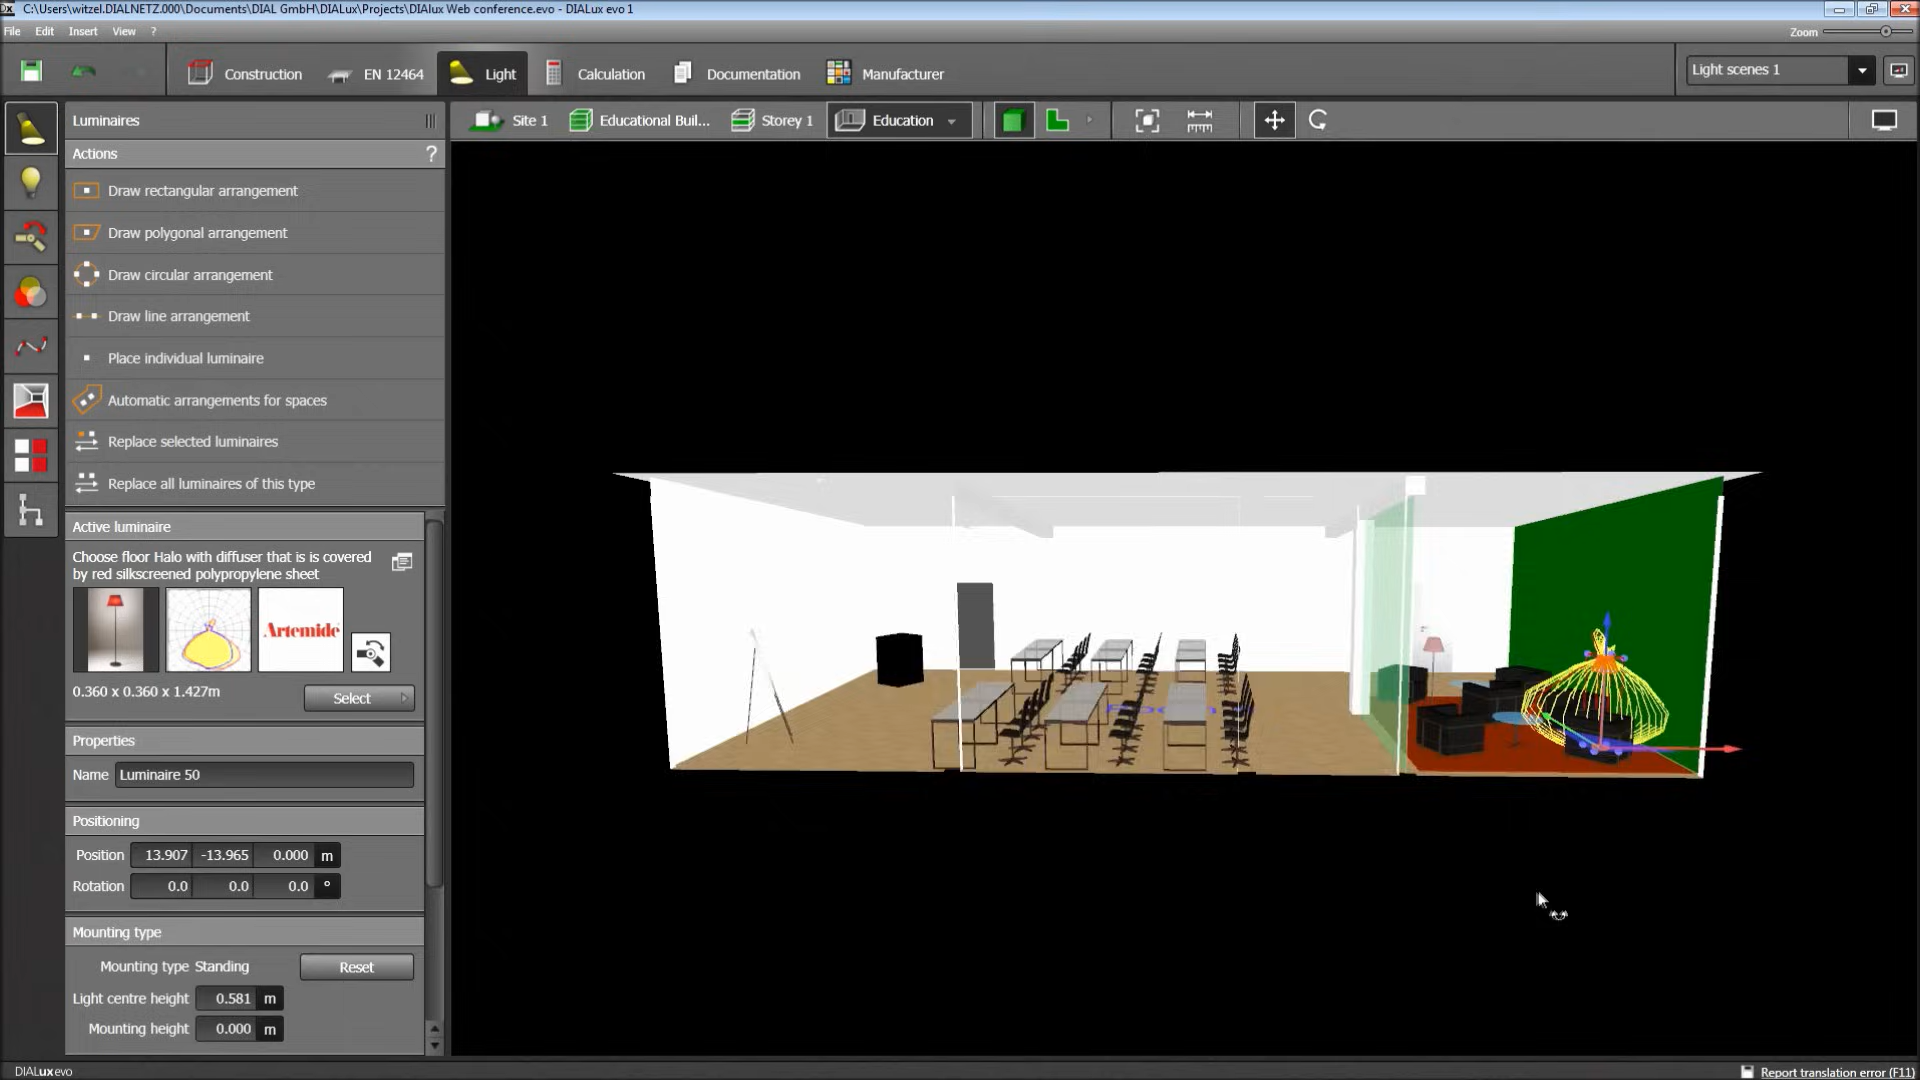 C:\Users\witzel.DIALNETZ.000\Documents\DIAL GmbH\DIALux\Projects\DIAlux Web conference.evo - DIALux evo 1
File Edit Insert View ?
Zoom
Construction EN 12464 Light Calculation Documentation Manufacturer
Light scenes 1
Luminaires
Site 1 Educational Buil... Storey 1 Education
Actions ?
Draw rectangular arrangement
Draw polygonal arrangement
Draw circular arrangement
Draw line arrangement
Place individual luminaire
Automatic arrangements for spaces
Replace selected luminaires
Replace all luminaires of this type
Active luminaire
Choose floor Halo with diffuser that is is covered
by red silkscreened polypropylene sheet
Artemide
0.360 x 0.360 x 1.427m
Select
Properties
Name Luminaire 50
Positioning
Position 13.907 -13.965 0.000 m
Rotation 0.0 0.0 0.0 °
Mounting type
Mounting type Standing Reset
Light centre height 0.581 m
Mounting height 0.000 m
DIALux evo
Report translation error (F11)